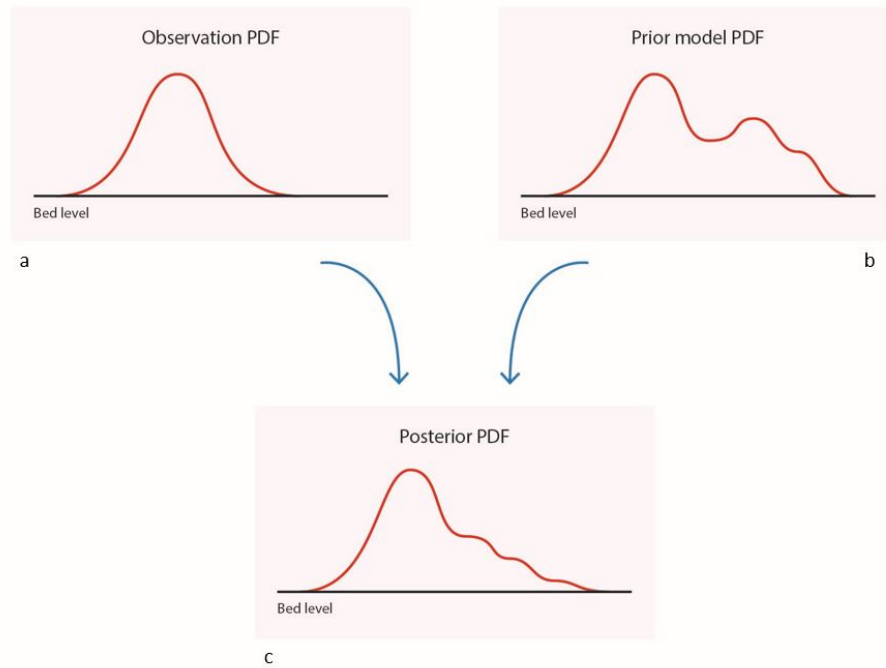 Observation PDF
Bed level
a
Prior model PDF
Bed level
b
Posterior PDF
Bed level
c